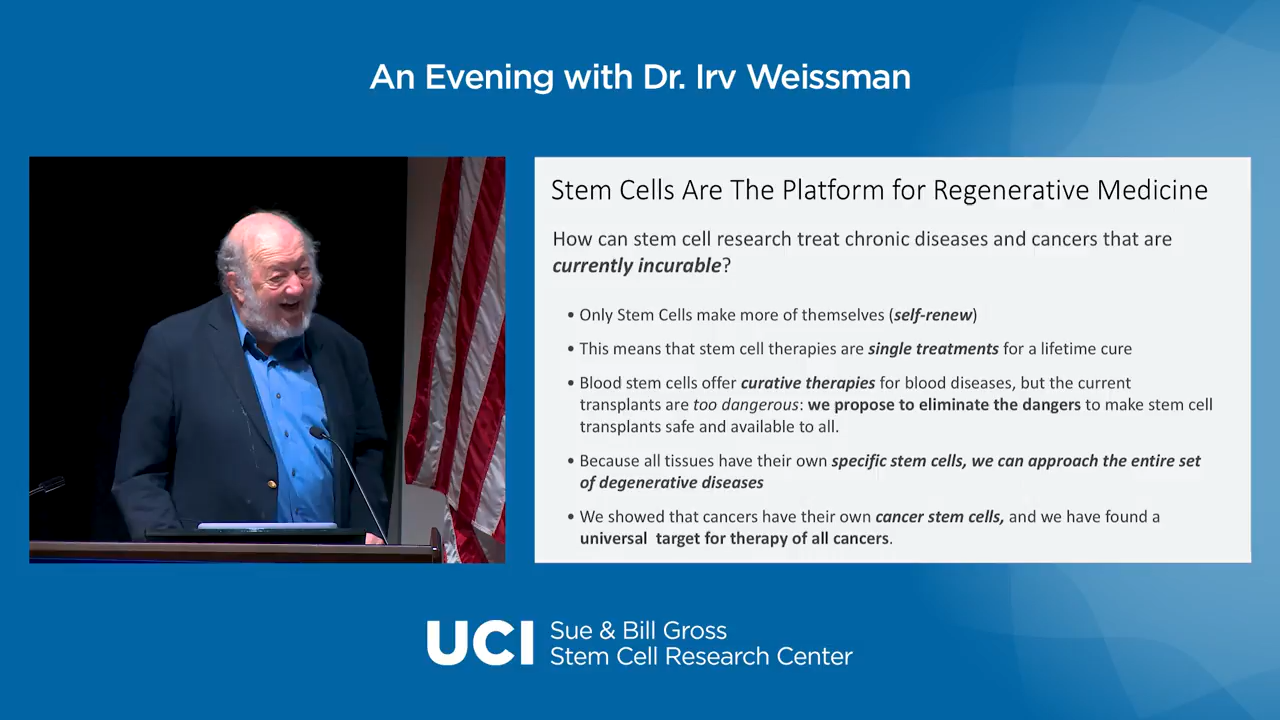 An Evening with Dr. Irv Weissman
Stem Cells Are The Platform for Regenerative Medicine
How can stem cell research treat chronic diseases and cancers that are
currently incurable?
• Only Stem Cells make more of themselves (self-renew)
• This means that stem cell therapies are single treatments for a lifetime cure
• Blood stem cells offer curative therapies for blood diseases, but the current
transplants are too dangerous: we propose to eliminate the dangers to make stem cell
transplants safe and available to all.
• Because all tissues have their own specific stem cells, we can approach the entire set
of degenerative diseases
• We showed that cancers have their own cancer stem cells, and we have found a
universal target for therapy of all cancers.
UCI Sue & Bill Gross
Stem Cell Research Center